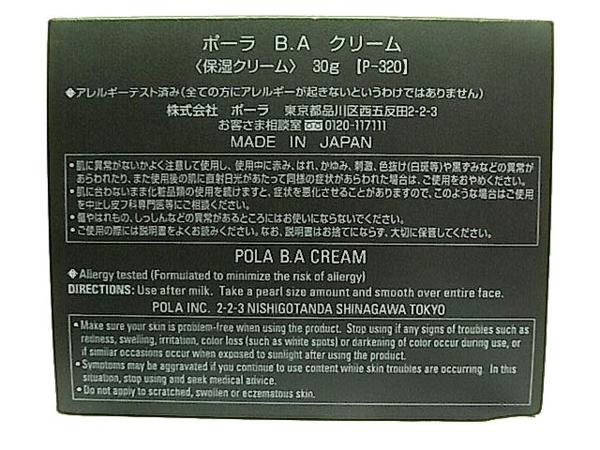 ポーラ B.A クリーム
〈保湿クリーム〉 30g 【P-320】
◆アレルギーテスト済み(全ての方にアレルギーが起きないというわけではありません)
株式会社 ポーラ 東京都品川区西五反田2-2-3
お客さま相談室 0120-117111
MADE IN JAPAN
•肌に異常がないかよく注意して使用し、使用中に赤み、はれ、かゆみ、刺激、色抜け(白斑等)や黒ずみなどの異常が
あらわれたり、また使用後の肌に直射日光があたって同様の症状があらわれた場合は、ご使用をおやめください。
•肌に合わないまま化粧品類の使用を続けますと、症状を悪化させることがありますので、このような場合はご使用
を中止し皮フ科専門医等にご相談ください。
•傷やはれもの、しっしんなどの異常があるところにはお使いにならないでください。
•ご使用の際には説明書をよくお読みください。なお、説明書はお捨てにならず、大切に保管してください。
POLA B.A CREAM
◆Allergy tested (Formulated to minimize the risk of allergy)
DIRECTIONS: Use after milk. Take a pearl size amount and smooth over entire face.
POLA INC. 2-2-3 NISHIGOTANDA SHINAGAWA TOKYO
•Make sure your skin is problem-free when using the product. Stop using if any signs of troubles such as
redness, swelling, irritation, color loss (such as white spots) or darkening of color occur during use, or
if similar occasions occur when exposed to sunlight after using the product.
•Symptoms may be aggravated if you continue to use content while skin troubles are occurring. In this
situation, stop using and seek medical advice.
•Do not apply to scratched, swollen or eczematous skin.